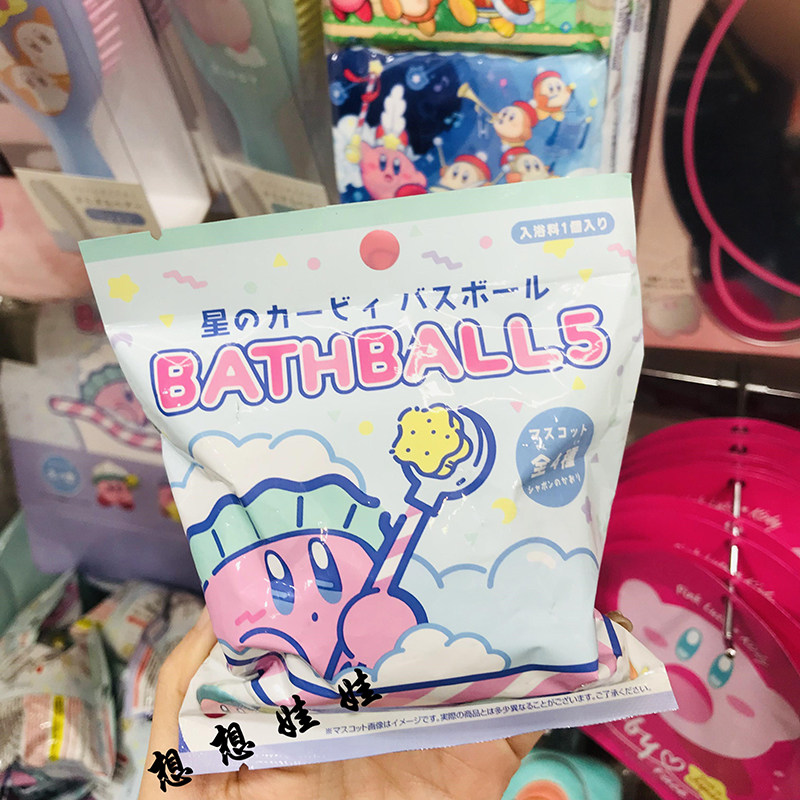 入浴料1個入り
星のカービィ バスボール
BATHBALL5
マスコット
全4種
シャボンのかおり
※マスコット画像はイメージです。実際の商品とは多少異なることがございます。ご了承ください。
想想娃娃